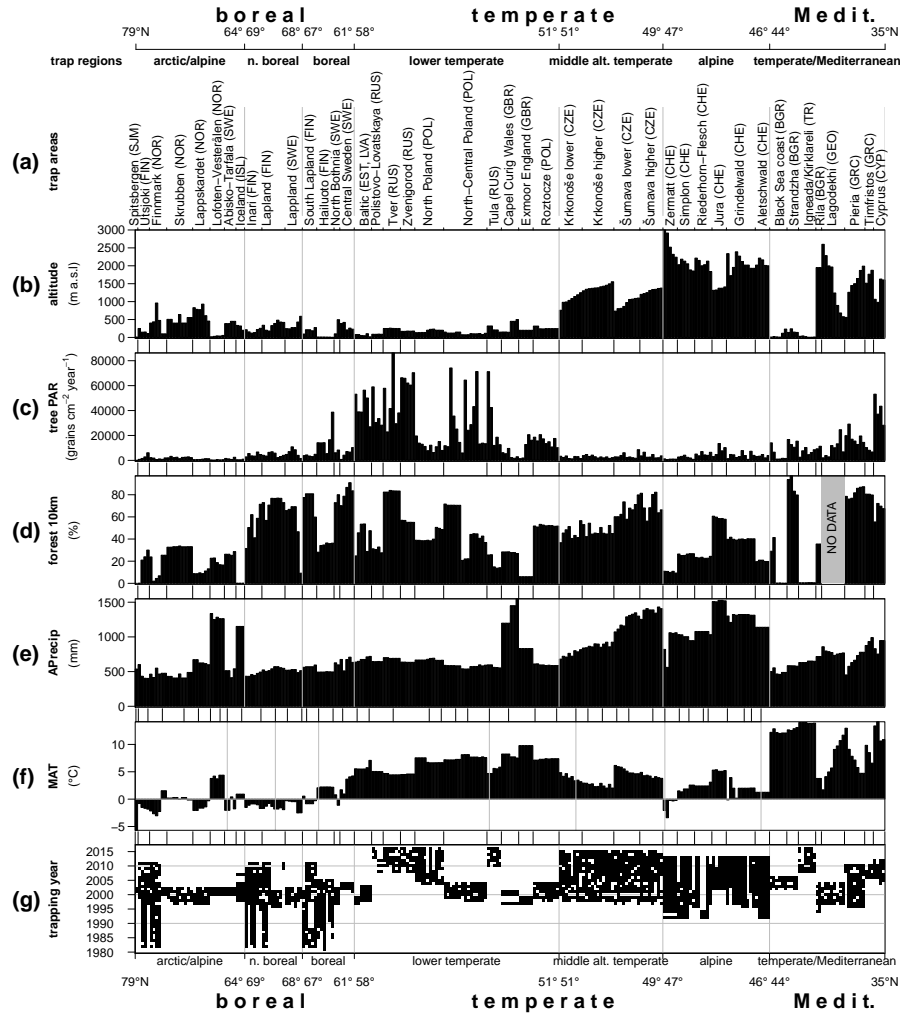 boreal temperate Medit.
79°N 64° 69° 68° 67° 61° 58° 51° 51° 49° 47° 46° 44° 35°N
trap regions arctic/alpine n. boreal boreal lower temperate middle alt. temperate alpine temperate/Mediterranean
(a)
trap areas
Spitsbergen (SJM)
Utsjoki (FIN)
Finnmark (NOR)
Skrubben (NOR)
Lappskardet (NOR)
Lofoten−Vesterålen (NOR)
Abisko−Tarfala (SWE)
Iceland (ISL)
Inari (FIN)
Lapland (FIN)
Lappland (SWE)
South Lapland (FIN)
Hailuoto (FIN)
North Bothnia (SWE)
Central Sweden (SWE)
Baltic (EST, LVA)
Polistovo−Lovatskaya (RUS)
Tver (RUS)
Zvenigorod (RUS)
North Poland (POL)
North−Central Poland (POL)
Tula (RUS)
Capel Curig Wales (GBR)
Exmoor England (GBR)
Roztocze (POL)
Krkonoše lower (CZE)
Krkonoše higher (CZE)
Šumava lower (CZE)
Šumava higher (CZE)
Zermatt (CHE)
Simplon (CHE)
Riederhorn−Flesch (CHE)
Jura (CHE)
Grindelwald (CHE)
Aletschwald (CHE)
Black Sea coast (BGR)
Strandzha (BGR)
Igneada/Kirklareli (TR)
Rila (BGR)
Lagodekhi (GEO)
Pieria (GRC)
Timfristos (GRC)
Cyprus (CYP)
(b)
altitude
(m a.s.l)
3000
2500
2000
1500
1000
500
0
(c)
tree PAR
(grains cm⁻² year⁻¹)
80000
60000
40000
20000
0
(d)
forest 10km
(%)
80
60
40
20
0
NO DATA
(e)
APrecip
(mm)
1500
1000
500
0
(f)
MAT
(°C)
10
5
0
−5
(g)
trapping year
2015
2010
2005
2000
1995
1990
1985
1980
arctic/alpine n. boreal boreal lower temperate middle alt. temperate alpine temperate/Mediterranean
79°N 64° 69° 68° 67° 61° 58° 51° 51° 49° 47° 46° 44° 35°N
boreal temperate Medit.